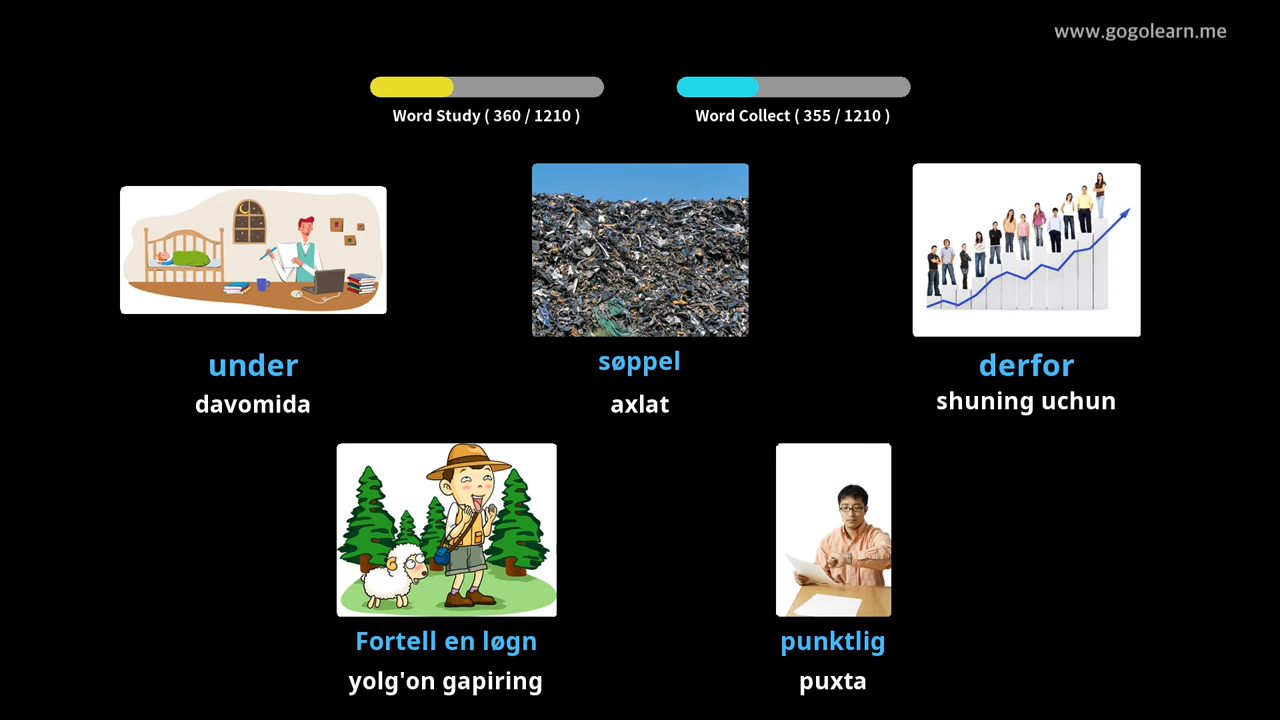 www.gogolearn.me
Word Study ( 360 / 1210 )
Word Collect ( 355 / 1210 )
under
davomida
søppel
axlat
derfor
shuning uchun
Fortell en løgn
yolg'on gapiring
punktlig
puxta